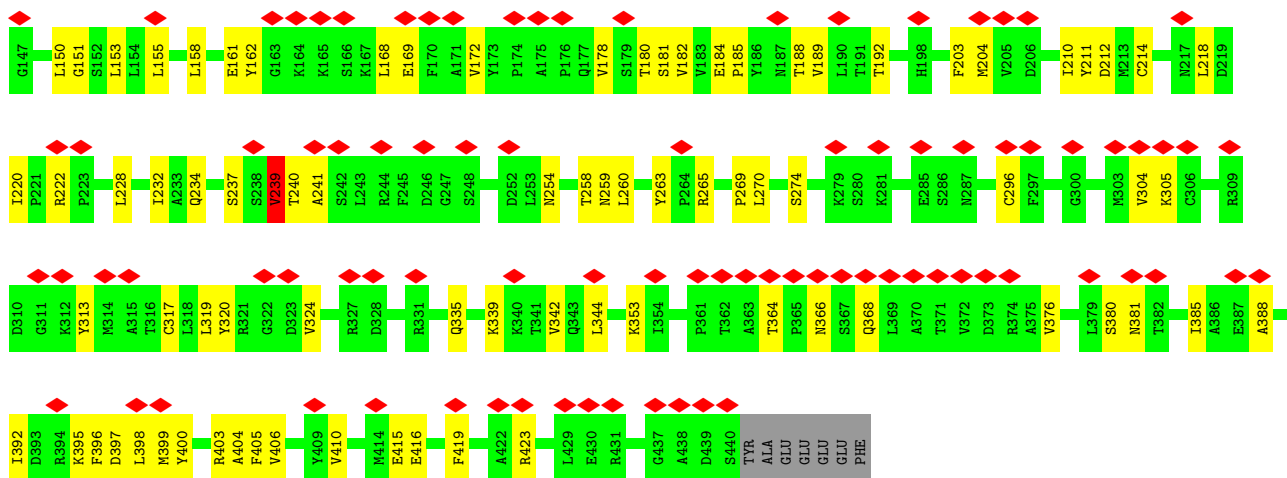 G147 L150 G151 S152 L153 L154 L155 L158 E161 Y162 G163 K164 K165 S166 K167 L168 E169 F170 A171 V172 Y173 P174 A175 P176 Q177 V178 S179 T180 S181 V182 V183 E184 P185 Y186 N187 T188 V189 L190 T191 T192 H198 F203 M204 V205 D206 I210 Y211 D212 M213 C214 N217 L218 D219
I220 P221 R222 P223 L228 I232 A233 Q234 S237 S238 V239 T240 A241 S242 L243 R244 F245 D246 G247 S248 D252 L253 N254 T258 N259 L260 Y263 P264 R265 P269 L270 S274 K279 S280 K281 E285 S286 N287 C296 F297 G300 M303 V304 K305 C306 R309
D310 G311 K312 Y313 M314 A315 T316 C317 L318 L319 Y320 R321 G322 D323 V324 R327 D328 R331 Q335 K339 K340 T341 V342 Q343 L344 K353 I354 P361 T362 A363 T364 P365 N366 S367 Q368 L369 A370 T371 V372 D373 R374 A375 V376 L379 S380 N381 T382 I385 A386 E387 A388
I392 D393 R394 K395 F396 D397 L398 M399 Y400 R403 A404 F405 V406 Y409 V410 M414 E415 E416 F419 A422 R423 L429 E430 R431 G437 A438 D439 S440 TYR ALA GLU GLU GLU GLU PHE